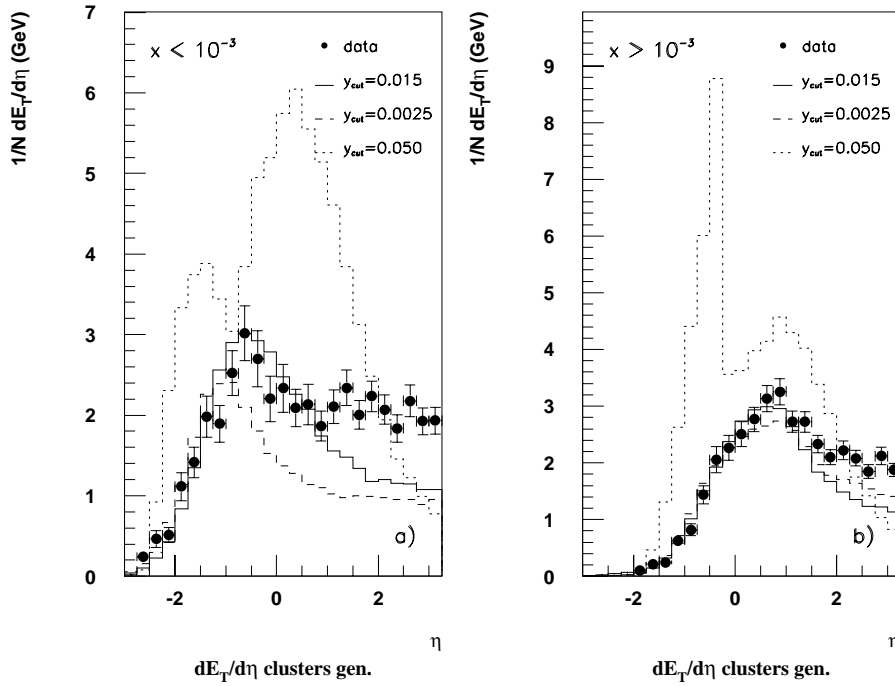 1/N dE_T/dη (GeV)
7
6
5
4
3
2
1
0
x < 10⁻³
data
y_cut=0.015
y_cut=0.0025
y_cut=0.050
a)
-2
0
2
η
dE_T/dη clusters gen.
1/N dE_T/dη (GeV)
9
8
7
6
5
4
3
2
1
0
x > 10⁻³
data
y_cut=0.015
y_cut=0.0025
y_cut=0.050
b)
-2
0
2
η
dE_T/dη clusters gen.